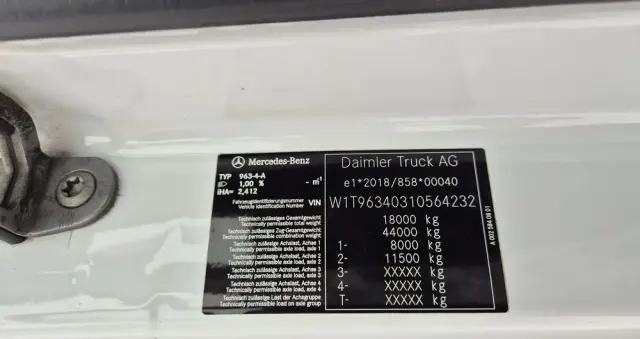 Mercedes-Benz
Daimler Truck AG
TYP 963-4-A
1,00 % - m⁻¹
iHA= 2,412
e1*2018/858*00040
Fahrzeugidentifizierungsnummer
Vehicle Identification Number VIN
W1T96340310564232
Technisch zulässiges Gesamtgewicht
Technically permissible total weight
18000 kg
Technisch zulässiges Zug-Gesamtgewicht
Technically permissible combination weight
44000 kg
Technisch zulässige Achslast, Achse 1
Technically permissible axle load, axle 1
1- 8000 kg
Technisch zulässige Achslast, Achse 2
Technically permissible axle load, axle 2
2- 11500 kg
Technisch zulässige Achslast, Achse 3
Technically permissible axle load, axle 3
3- XXXXX kg
Technisch zulässige Achslast, Achse 4
Technically permissible axle load, axle 4
4- XXXXX kg
Technisch zulässige Last der Achsgruppe
Technically permissible load on axle group
T- XXXXX kg